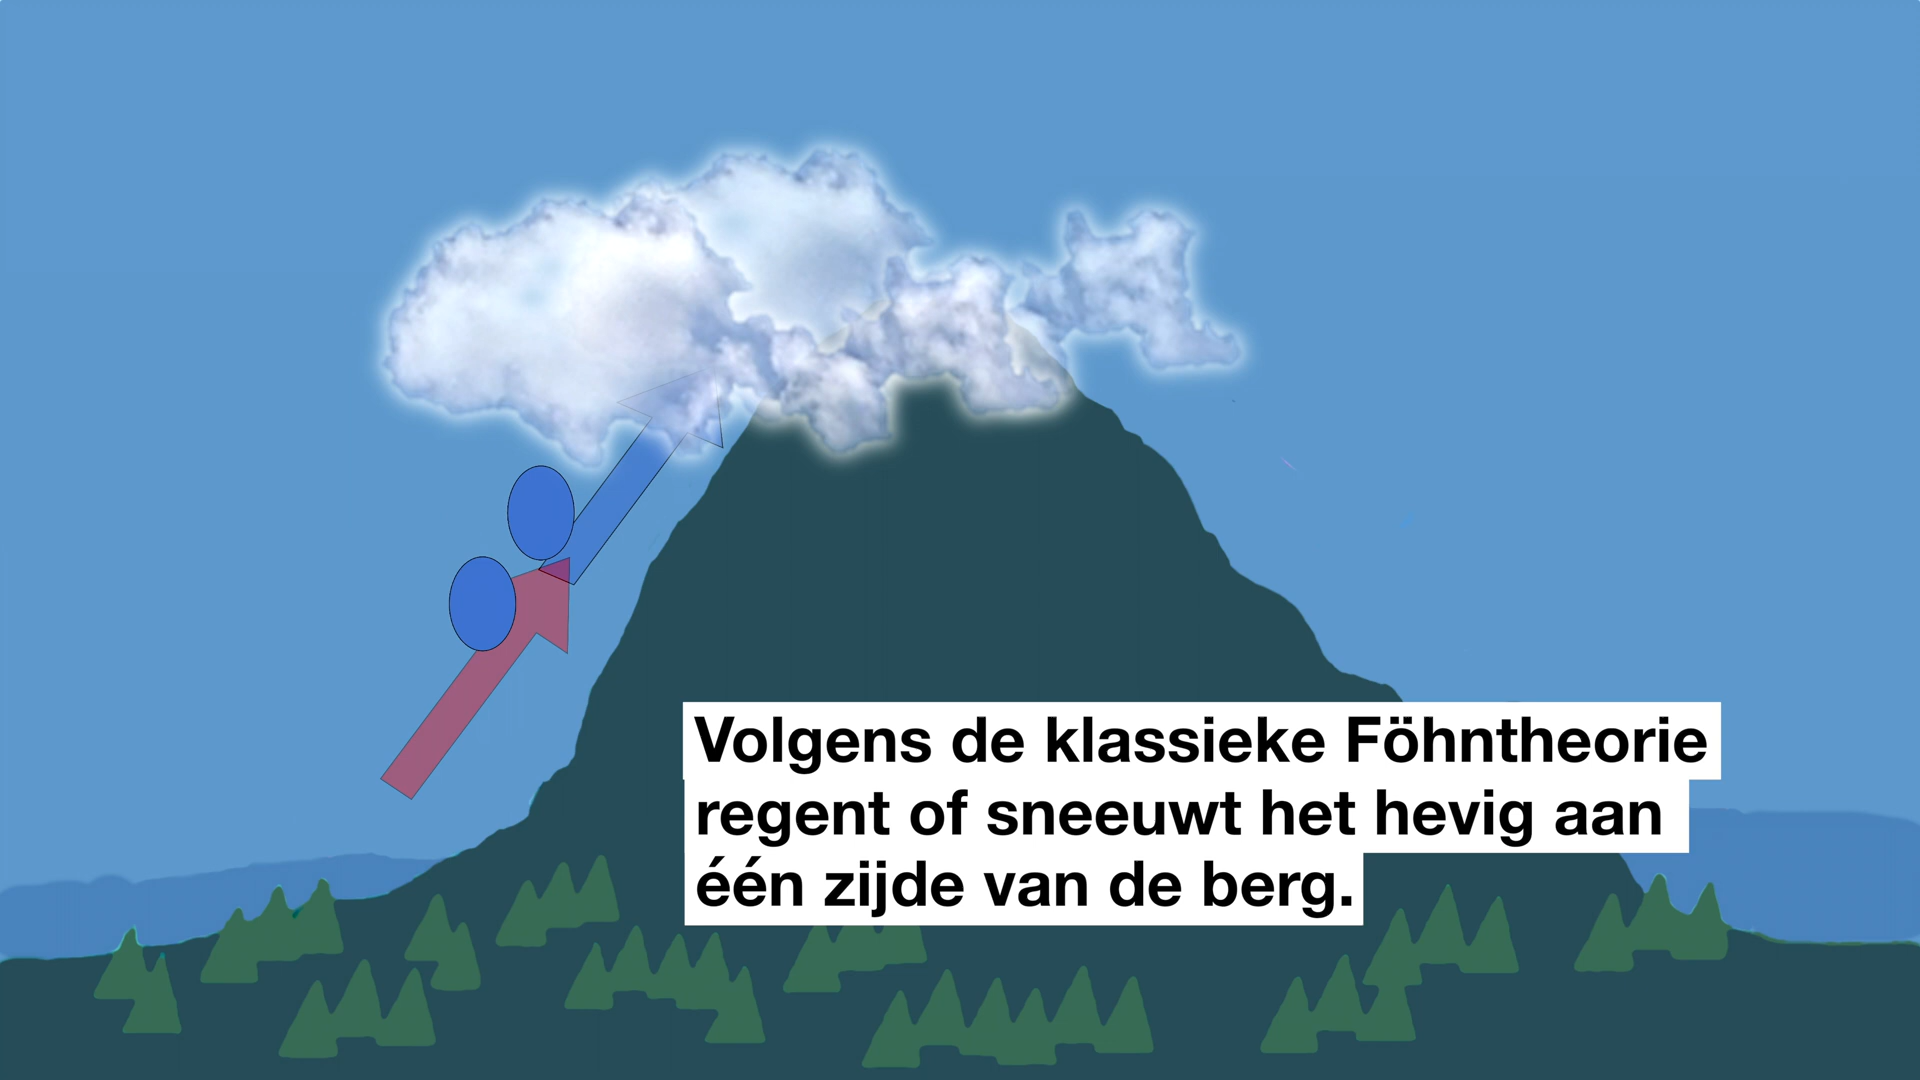 Volgens de klassieke Föhntheorie
regent of sneeuwt het hevig aan
één zijde van de berg.